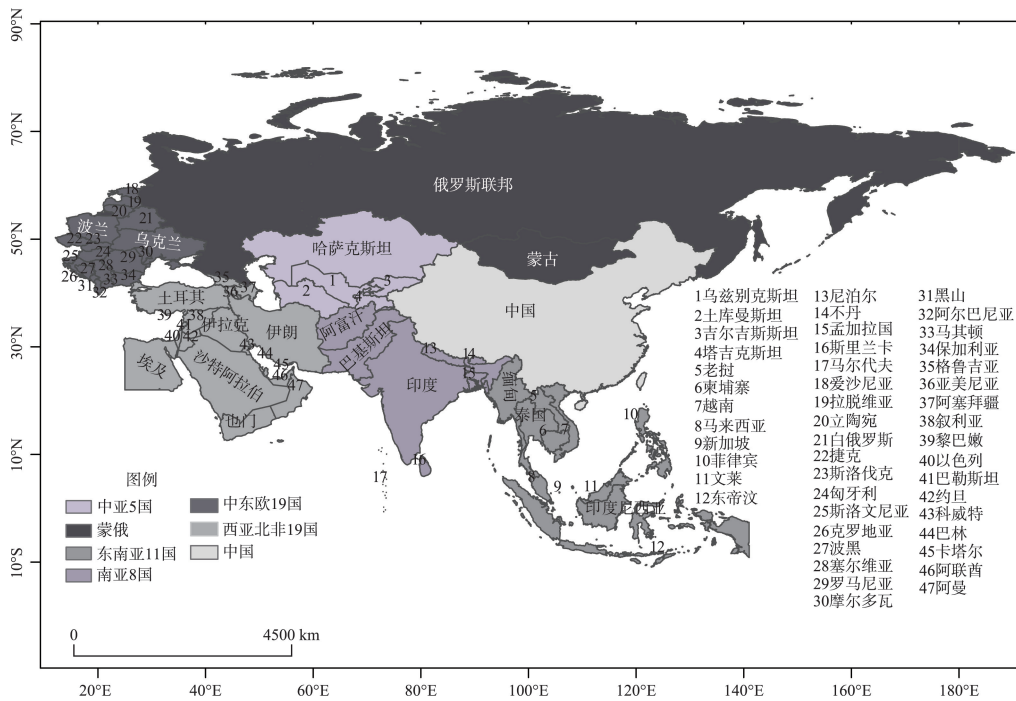 90°N
70°N
50°N
30°N
10°N
10°S
俄罗斯联邦
18
19
20
21
波兰
乌克兰
22
23
24
25
26
27
28
29
30
31
32
33
34
哈萨克斯坦
蒙古
中国
1
2
3
4
35
36
37
土耳其
38
39
40
41
42
伊拉克
伊朗
阿富汗
巴基斯坦
43
44
45
46
47
埃及
沙特阿拉伯
也门
13
14
15
印度
缅甸
5
泰国
6
7
8
9
10
11
印度尼西亚
12
16
17
1乌兹别克斯坦
2土库曼斯坦
3吉尔吉斯斯坦
4塔吉克斯坦
5老挝
6柬埔寨
7越南
8马来西亚
9新加坡
10菲律宾
11文莱
12东帝汶
13尼泊尔
14不丹
15孟加拉国
16斯里兰卡
17马尔代夫
18爱沙尼亚
19拉脱维亚
20立陶宛
21白俄罗斯
22捷克
23斯洛伐克
24匈牙利
25斯洛文尼亚
26克罗地亚
27波黑
28塞尔维亚
29罗马尼亚
30摩尔多瓦
31黑山
32阿尔巴尼亚
33马其顿
34保加利亚
35格鲁吉亚
36亚美尼亚
37阿塞拜疆
38叙利亚
39黎巴嫩
40以色列
41巴勒斯坦
42约旦
43科威特
44巴林
45卡塔尔
46阿联酋
47阿曼
图例
中亚5国
蒙俄
东南亚11国
南亚8国
中东欧19国
西亚北非19国
中国
0 4500 km
20°E 40°E 60°E 80°E 100°E 120°E 140°E 160°E 180°E